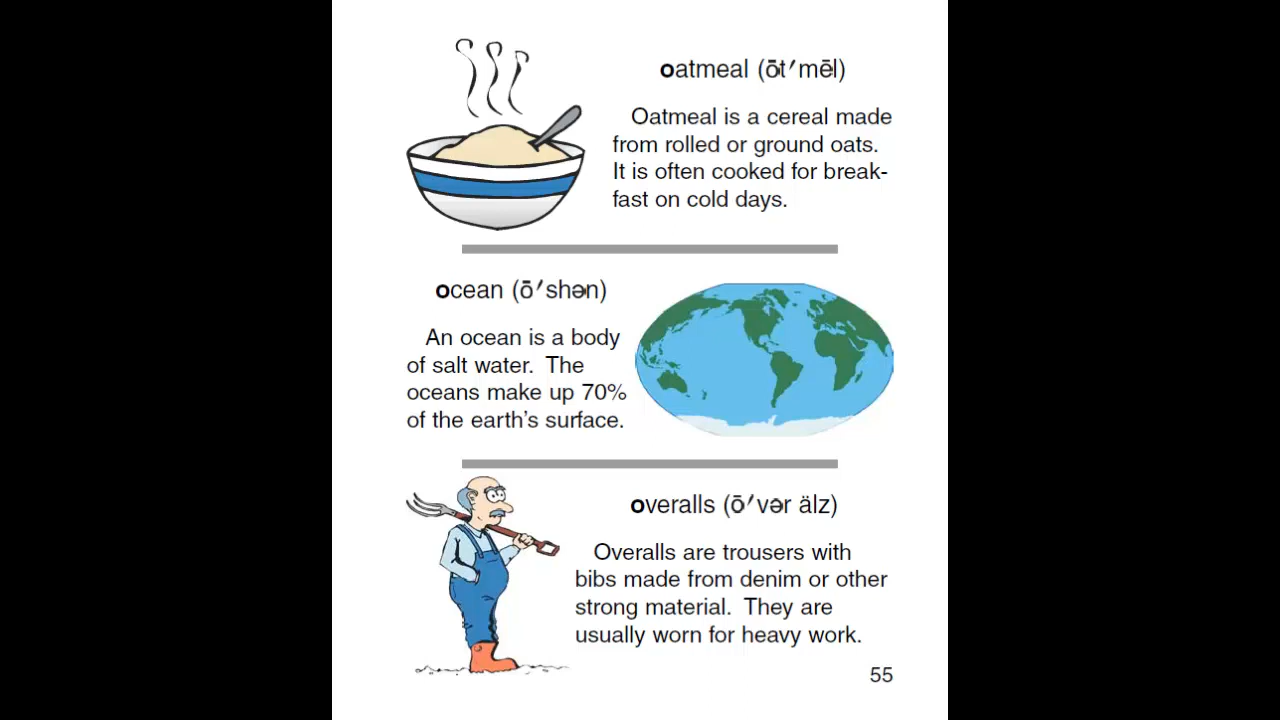 oatmeal (ōt′mēl)
Oatmeal is a cereal made
from rolled or ground oats.
It is often cooked for break-
fast on cold days.
ocean (ō′shən)
An ocean is a body
of salt water.  The
oceans make up 70%
of the earth’s surface.
overalls (ō′vər älz)
Overalls are trousers with
bibs made from denim or other
strong material.  They are
usually worn for heavy work.
55